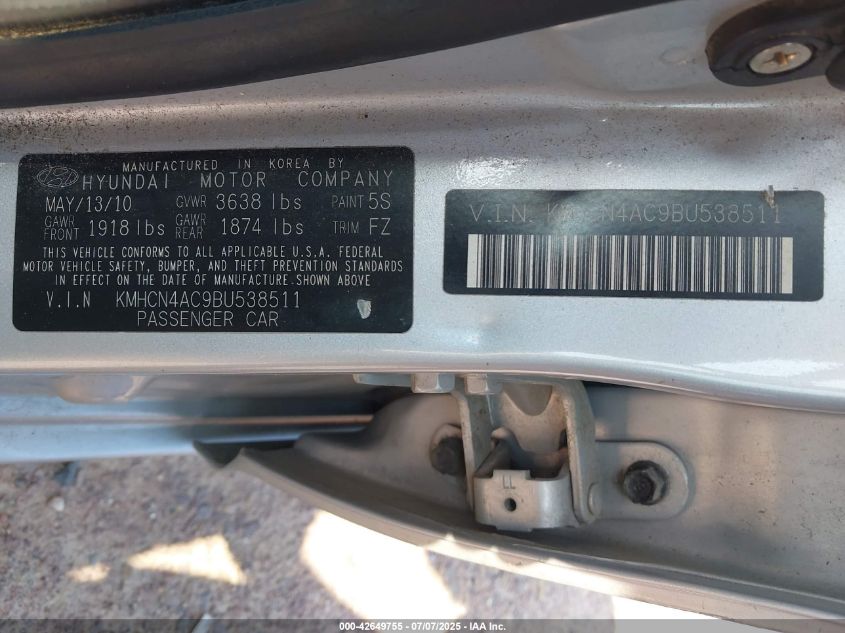 MANUFACTURED IN KOREA BY
HYUNDAI MOTOR COMPANY
MAY/13/10 GVWR 3638 lbs PAINT 5S
GAWR FRONT 1918 lbs GAWR REAR 1874 lbs TRIM FZ
THIS VEHICLE CONFORMS TO ALL APPLICABLE U.S.A. FEDERAL
MOTOR VEHICLE SAFETY, BUMPER, AND THEFT PREVENTION STANDARDS
IN EFFECT ON THE DATE OF MANUFACTURE SHOWN ABOVE
V.I.N KMHCN4AC9BU538511
PASSENGER CAR
V.I.N. KMHCN4AC9BU538511
000-42649755 - 07/07/2025 - IAA Inc.